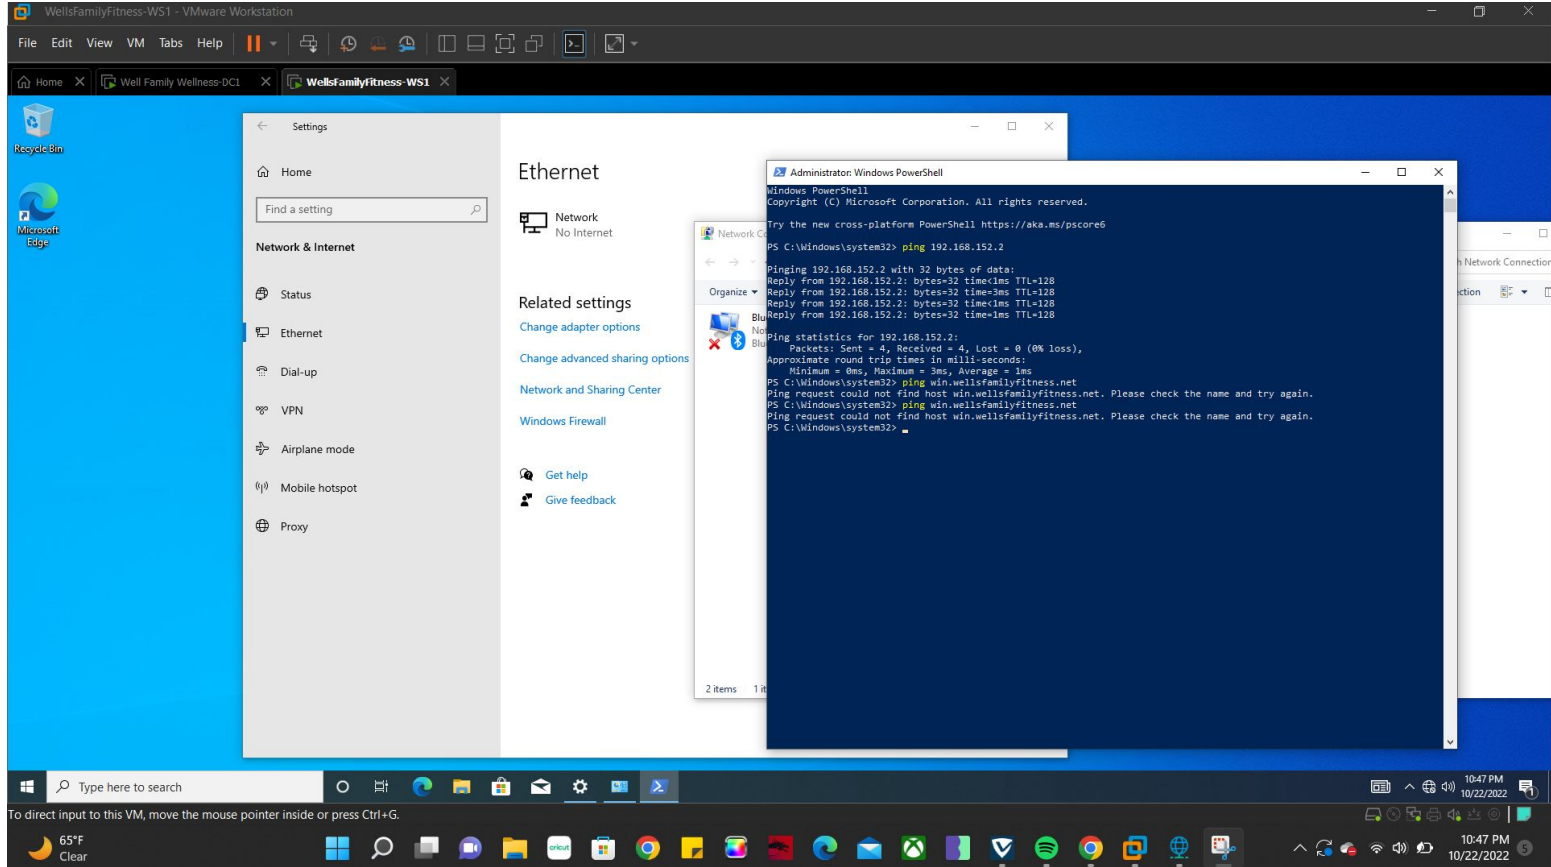 WellsFamilyFitness-WS1 - VMware Workstation
File Edit View VM Tabs Help
Home
Well Family Wellness-DC1
WellsFamilyFitness-WS1
Recycle Bin
Microsoft Edge
Settings
Home
Find a setting
Network & Internet
Status
Ethernet
Dial-up
VPN
Airplane mode
Mobile hotspot
Proxy
Ethernet
Network
No Internet
Related settings
Change adapter options
Change advanced sharing options
Network and Sharing Center
Windows Firewall
Get help
Give feedback
Network Co
Organize
Blu
Not
Blu
2 items 1 it
h Network Connection
ection
Administrator: Windows PowerShell
Windows PowerShell
Copyright (C) Microsoft Corporation. All rights reserved.
Try the new cross-platform PowerShell https://aka.ms/pscore6
PS C:\Windows\system32> ping 192.168.152.2
Pinging 192.168.152.2 with 32 bytes of data:
Reply from 192.168.152.2: bytes=32 time<1ms TTL=128
Reply from 192.168.152.2: bytes=32 time=3ms TTL=128
Reply from 192.168.152.2: bytes=32 time<1ms TTL=128
Reply from 192.168.152.2: bytes=32 time=1ms TTL=128
Ping statistics for 192.168.152.2:
Packets: Sent = 4, Received = 4, Lost = 0 (0% loss),
Approximate round trip times in milli-seconds:
Minimum = 0ms, Maximum = 3ms, Average = 1ms
PS C:\Windows\system32> ping win.wellsfamilyfitness.net
Ping request could not find host win.wellsfamilyfitness.net. Please check the name and try again.
PS C:\Windows\system32> ping win.wellsfamilyfitness.net
Ping request could not find host win.wellsfamilyfitness.net. Please check the name and try again.
PS C:\Windows\system32>
Type here to search
10:47 PM
10/22/2022
1
To direct input to this VM, move the mouse pointer inside or press Ctrl+G.
65°F
Clear
cricut
10:47 PM
10/22/2022
5